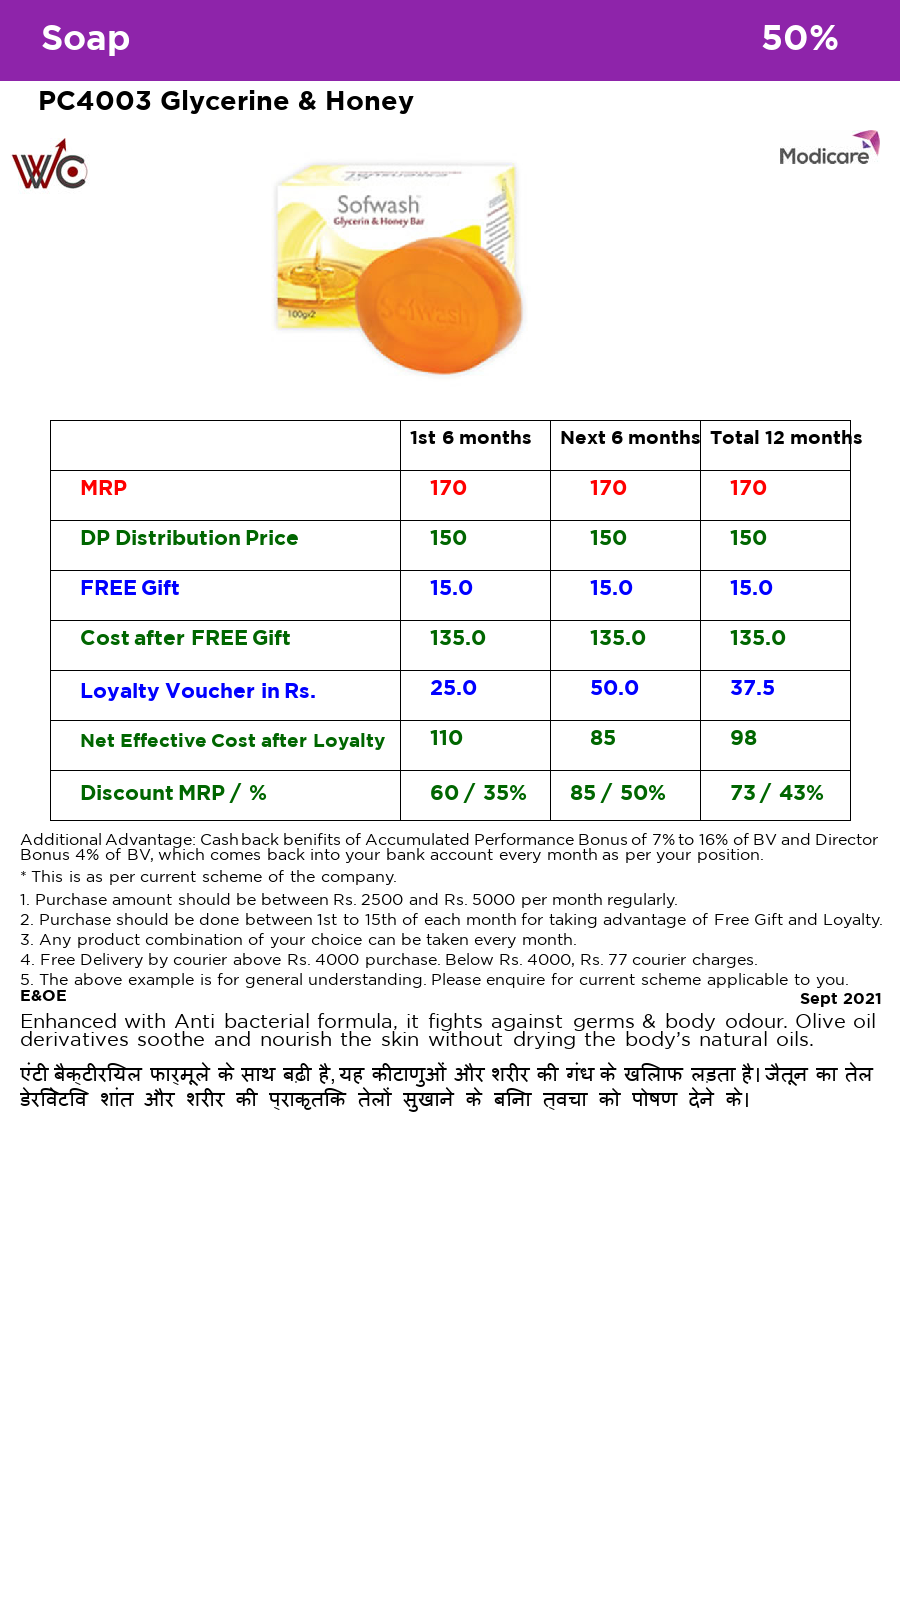 Soap 50%
PC4003 Glycerine & Honey
WC
Modicare
Sofwash
Glycerin & Honey Bar
Sofwash
100gx2
1st 6 months Next 6 months Total 12 months
MRP 170 170 170
DP Distribution Price 150 150 150
FREE Gift 15.0 15.0 15.0
Cost after FREE Gift 135.0 135.0 135.0
Loyalty Voucher in Rs. 25.0 50.0 37.5
Net Effective Cost after Loyalty 110 85 98
Discount MRP / % 60 / 35% 85 / 50% 73 / 43%
Additional Advantage: Cash back benifits of Accumulated Performance Bonus of 7% to 16% of BV and Director
Bonus 4% of BV, which comes back into your bank account every month as per your position.
* This is as per current scheme of the company.
1. Purchase amount should be between Rs. 2500 and Rs. 5000 per month regularly.
2. Purchase should be done between 1st to 15th of each month for taking advantage of Free Gift and Loyalty.
3. Any product combination of your choice can be taken every month.
4. Free Delivery by courier above Rs. 4000 purchase. Below Rs. 4000, Rs. 77 courier charges.
5. The above example is for general understanding. Please enquire for current scheme applicable to you.
E&OE Sept 2021
Enhanced with Anti bacterial formula, it fights against germs & body odour. Olive oil
derivatives soothe and nourish the skin without drying the body's natural oils.
एंटी बैक्टीरियल फार्मूले के साथ बढ़ी है, यह कीटाणुओं और शरीर की गंध के खिलाफ लड़ता है। जैतून का तेल
डेरिवेटिव शांत और शरीर की प्राकृतिक तेलों सुखाने के बिना त्वचा को पोषण देने के।